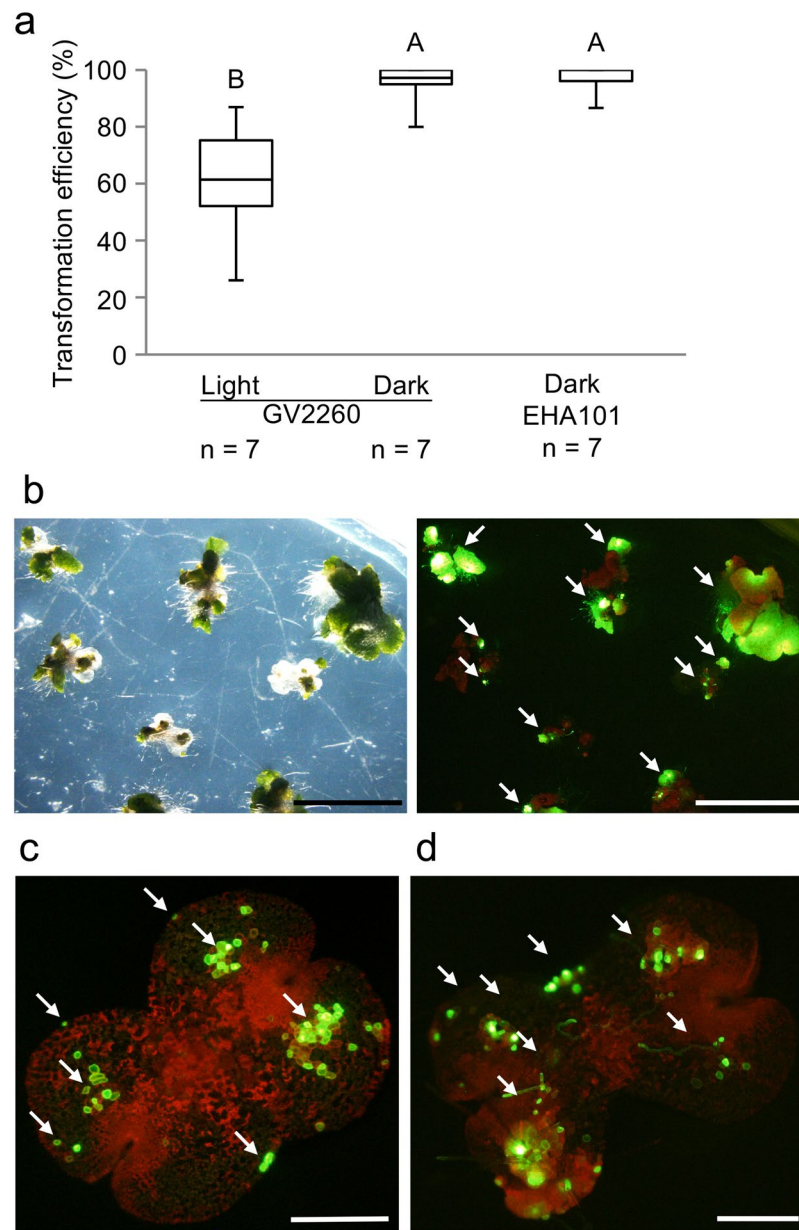 a
Transformation efficiency (%)
100
80
60
40
20
0
B
A
A
Light
Dark
Dark
GV2260
EHA101
n = 7
n = 7
n = 7
b
c
d